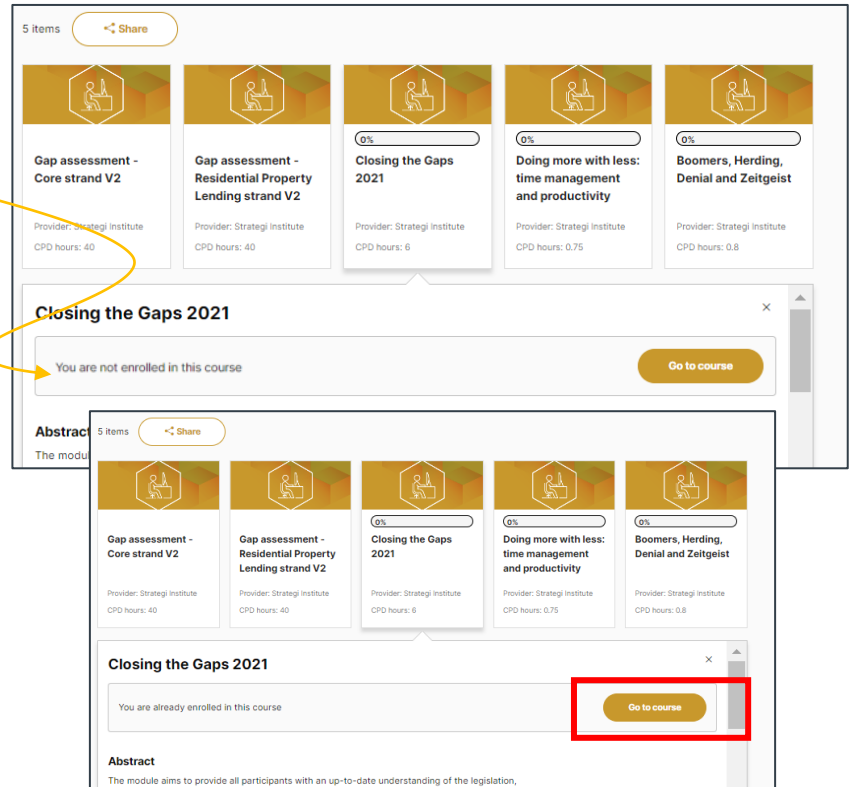 5 items
Share
0%
0%
0%
Gap assessment -
Core strand V2
Gap assessment -
Residential Property
Lending strand V2
Closing the Gaps
2021
Doing more with less:
time management
and productivity
Boomers, Herding,
Denial and Zeitgeist
Provider: Strategi Institute
CPD hours: 40
Provider: Strategi Institute
CPD hours: 40
Provider: Strategi Institute
CPD hours: 6
Provider: Strategi Institute
CPD hours: 0.75
Provider: Strategi Institute
CPD hours: 0.8
Closing the Gaps 2021
×
You are not enrolled in this course
Go to course
Abstract
The modul
5 items
Share
0%
0%
0%
Gap assessment -
Core strand V2
Gap assessment -
Residential Property
Lending strand V2
Closing the Gaps
2021
Doing more with less:
time management
and productivity
Boomers, Herding,
Denial and Zeitgeist
Provider: Strategi Institute
CPD hours: 40
Provider: Strategi Institute
CPD hours: 40
Provider: Strategi Institute
CPD hours: 6
Provider: Strategi Institute
CPD hours: 0.75
Provider: Strategi Institute
CPD hours: 0.8
Closing the Gaps 2021
×
You are already enrolled in this course
Go to course
Abstract
The module aims to provide all participants with an up-to-date understanding of the legislation,